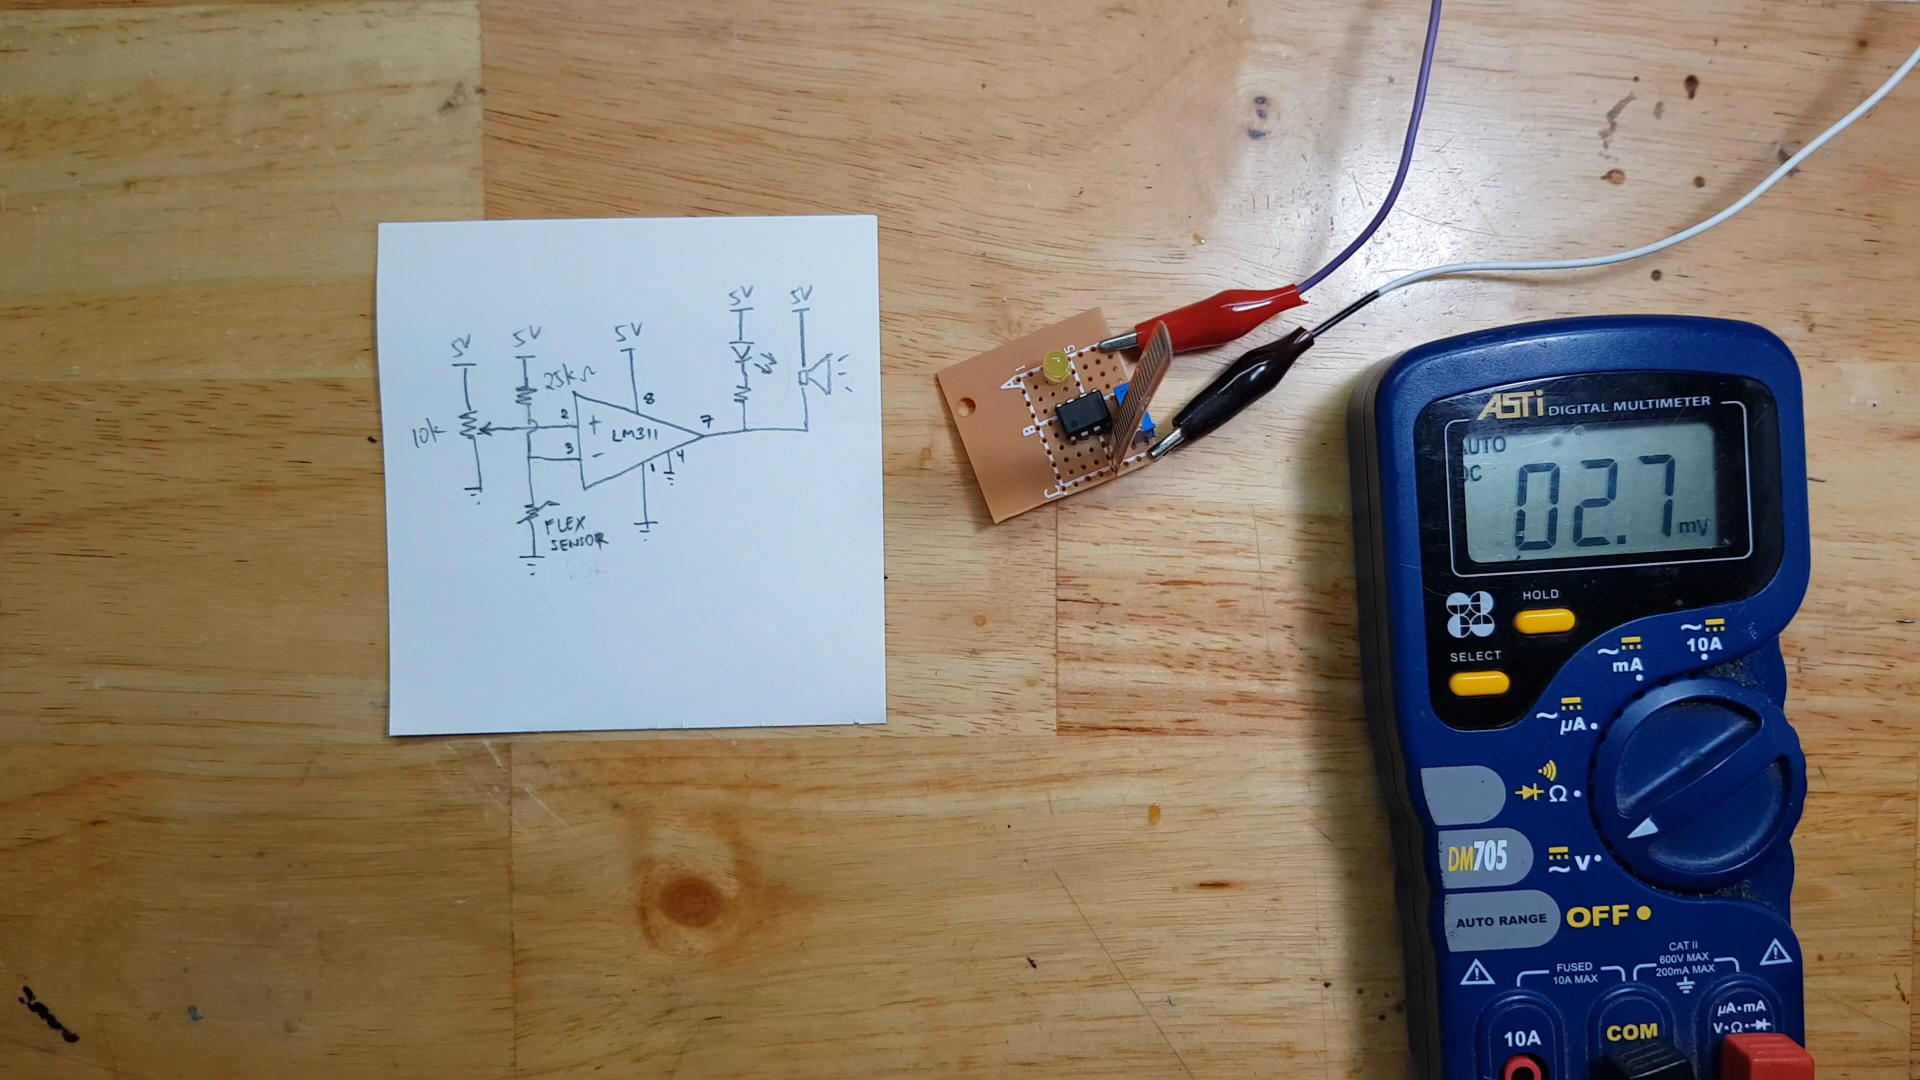 5V
5V
5V
5V
5V
25kΩ
10k
2
+
8
LM311
7
3
-
1
4
FLEX
SENSOR
ASTi DIGITAL MULTIMETER
AUTO
DC
02.7 mV
HOLD
SELECT
mA
10A
µA
Ω
DM705
V
AUTO RANGE
OFF
CAT II
600V MAX
200mA MAX
FUSED
10A MAX
10A
COM
µA•mA
V•Ω•